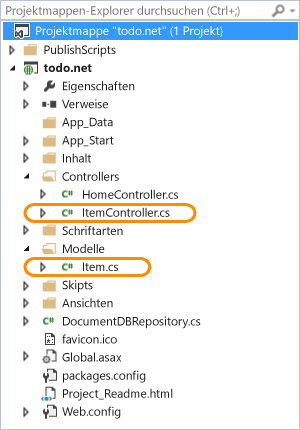 Projektmappen-Explorer durchsuchen (Ctrl+;)
Projektmappe "todo.net" (1 Projekt)
PublishScripts
todo.net
Eigenschaften
Verweise
App_Data
App_Start
Inhalt
Controllers
C# HomeController.cs
C# ItemController.cs
Schriftarten
Modelle
C# Item.cs
Skipts
Ansichten
C# DocumentDBRepository.cs
favicon.ico
Global.asax
packages.config
Project_Readme.html
Web.config